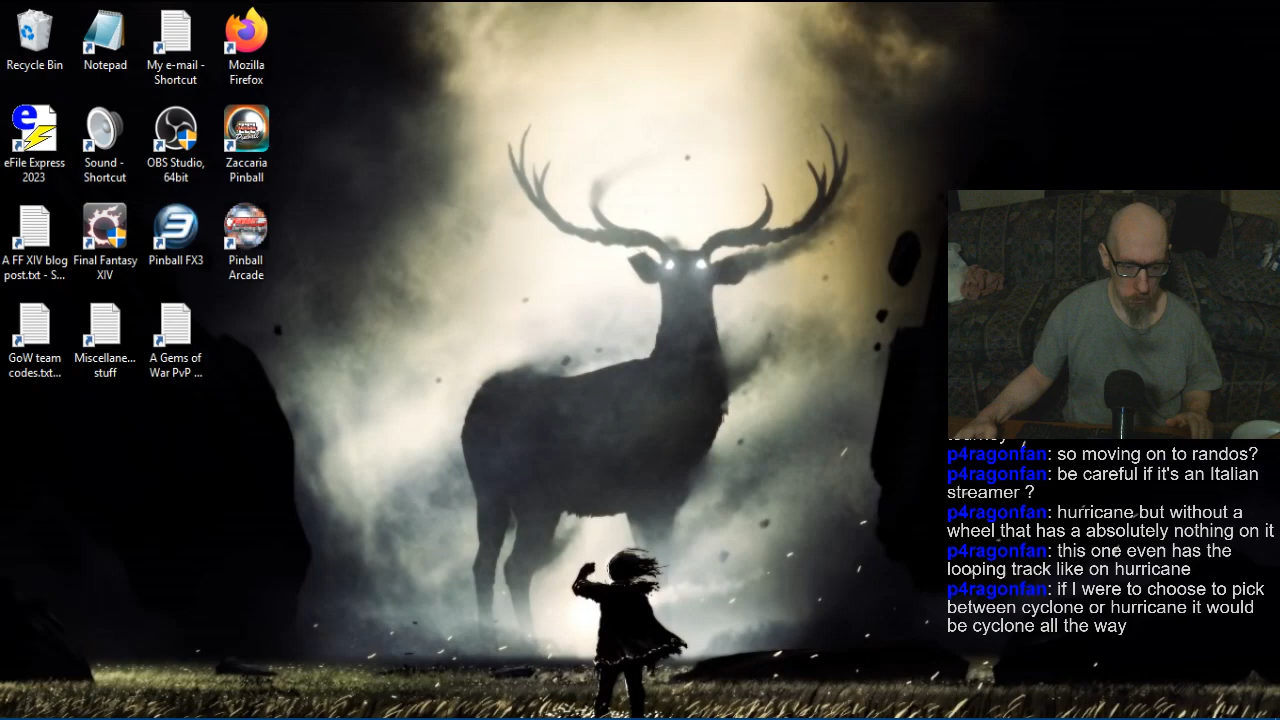 Recycle Bin
Notepad
My e-mail -
Shortcut
Mozilla
Firefox
eFile Express
2023
Sound -
Shortcut
OBS Studio,
64bit
Zaccaria
Pinball
A FF XIV blog
post.txt - S...
Final Fantasy
XIV
Pinball FX3
Pinball
Arcade
GoW team
codes.txt...
Miscellane...
stuff
A Gems of
War PvP ...
p4ragonfan: so moving on to randos?
p4ragonfan: be careful if it's an Italian
streamer ?
p4ragonfan: hurricane but without a
wheel that has a absolutely nothing on it
p4ragonfan: this one even has the
looping track like on hurricane
p4ragonfan: if I were to choose to pick
between cyclone or hurricane it would
be cyclone all the way